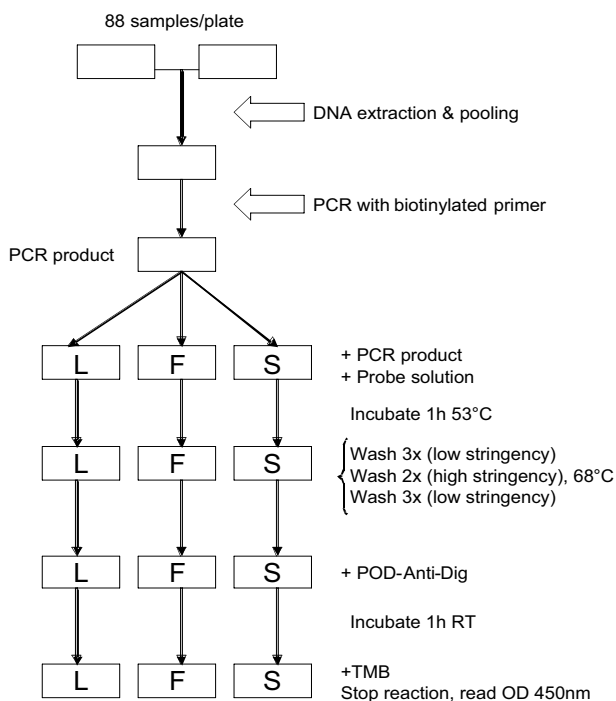 88 samples/plate
DNA extraction & pooling
PCR with biotinylated primer
PCR product
L F S
+ PCR product
+ Probe solution
Incubate 1h 53°C
L F S
Wash 3x (low stringency)
Wash 2x (high stringency), 68°C
Wash 3x (low stringency)
L F S
+ POD-Anti-Dig
Incubate 1h RT
L F S
+TMB
Stop reaction, read OD 450nm